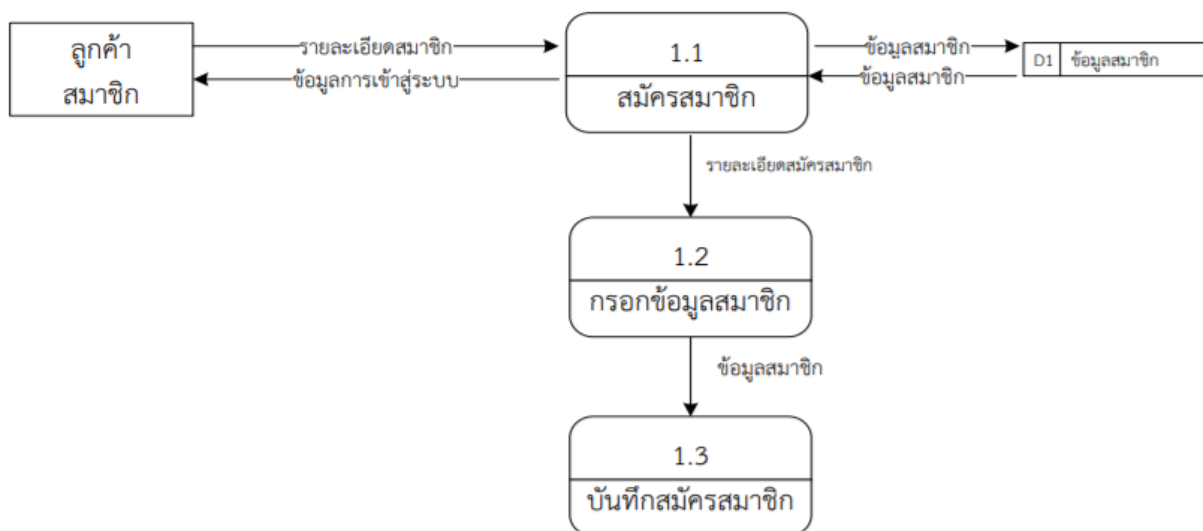 ลูกค้า
สมาชิก
รายละเอียดสมาชิก
ข้อมูลการเข้าสู่ระบบ
1.1
สมัครสมาชิก
ข้อมูลสมาชิก
ข้อมูลสมาชิก
D1 ข้อมูลสมาชิก
รายละเอียดสมัครสมาชิก
1.2
กรอกข้อมูลสมาชิก
ข้อมูลสมาชิก
1.3
บันทึกสมัครสมาชิก